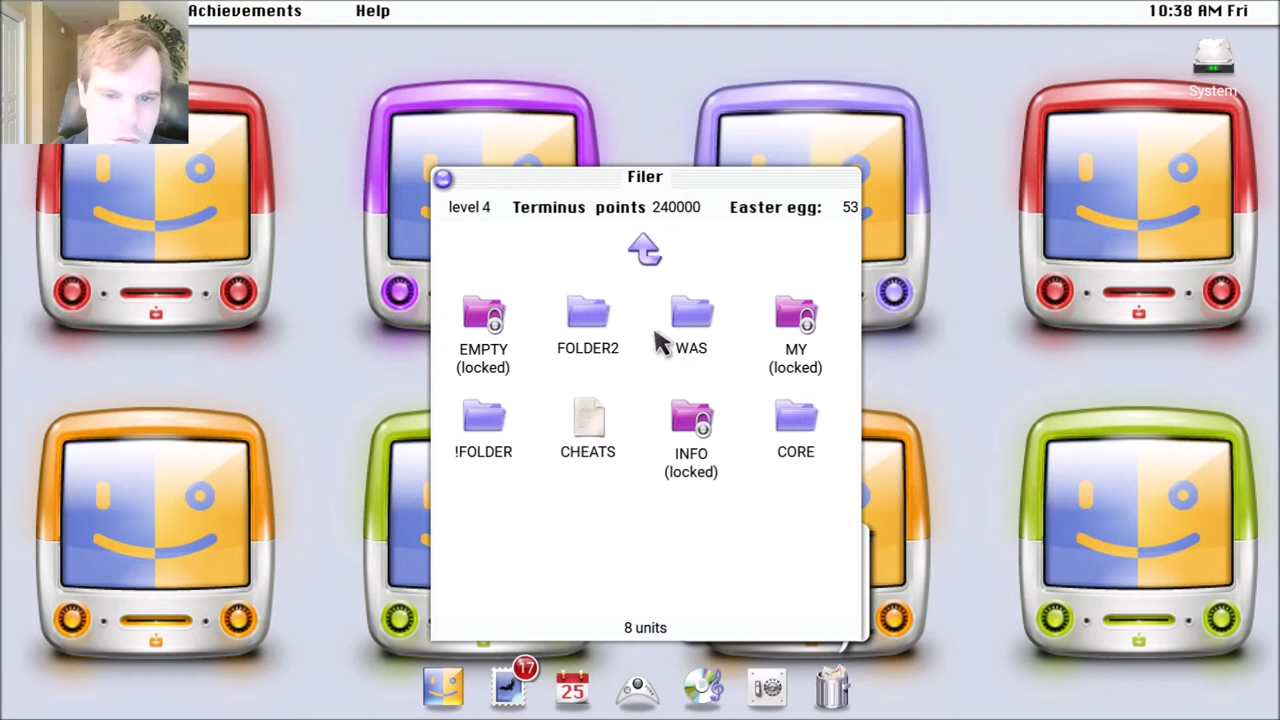 Achievements Help 10:38 AM Fri
System
Filer
level 4 Terminus points 240000 Easter egg: 53
EMPTY FOLDER2 WAS MY
(locked) (locked)
!FOLDER CHEATS INFO CORE
(locked)
8 units
17
25